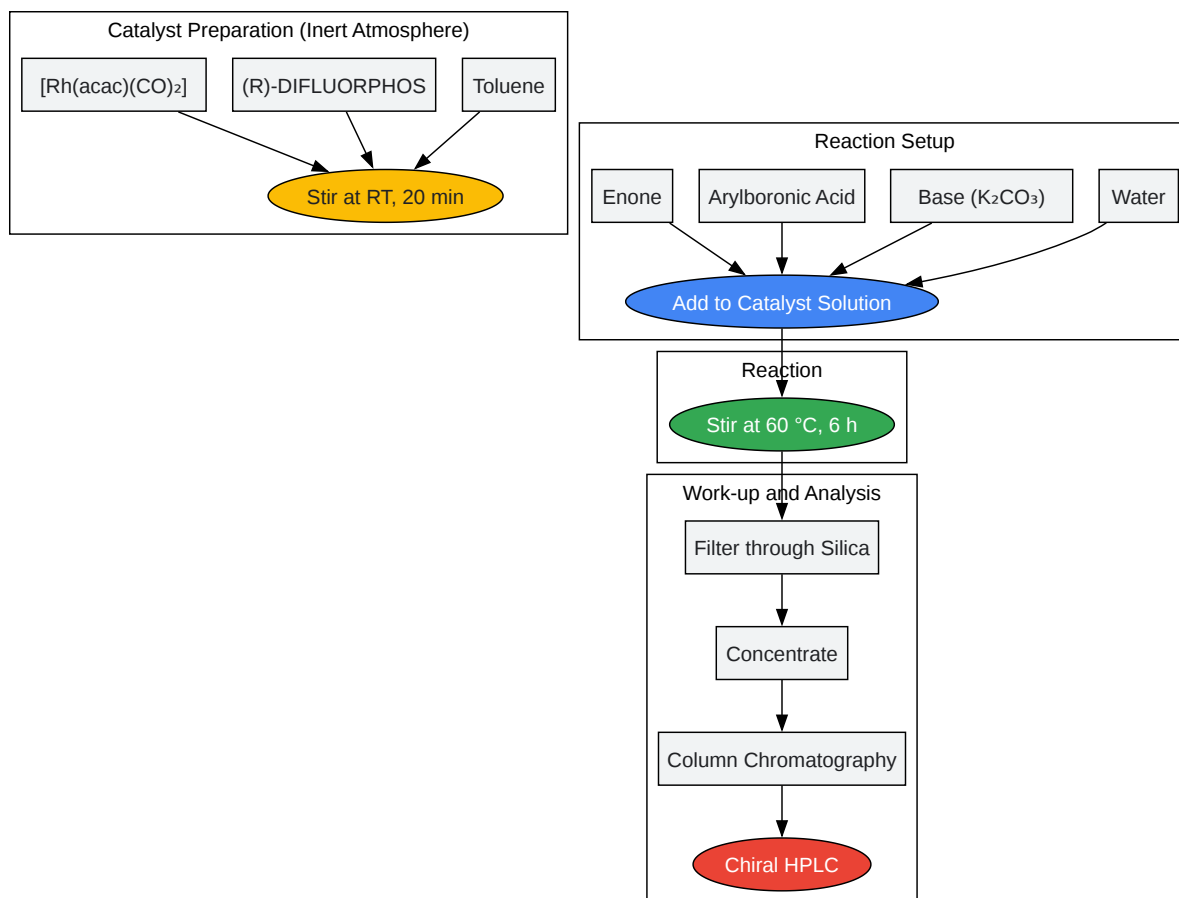 Catalyst Preparation (Inert Atmosphere)
[Rh(acac)(CO)₂]
(R)-DIFLUORPHOS
Toluene
Stir at RT, 20 min
Reaction Setup
Enone
Arylboronic Acid
Base (K₂CO₃)
Water
Add to Catalyst Solution
Reaction
Stir at 60 °C, 6 h
Work-up and Analysis
Filter through Silica
Concentrate
Column Chromatography
Chiral HPLC